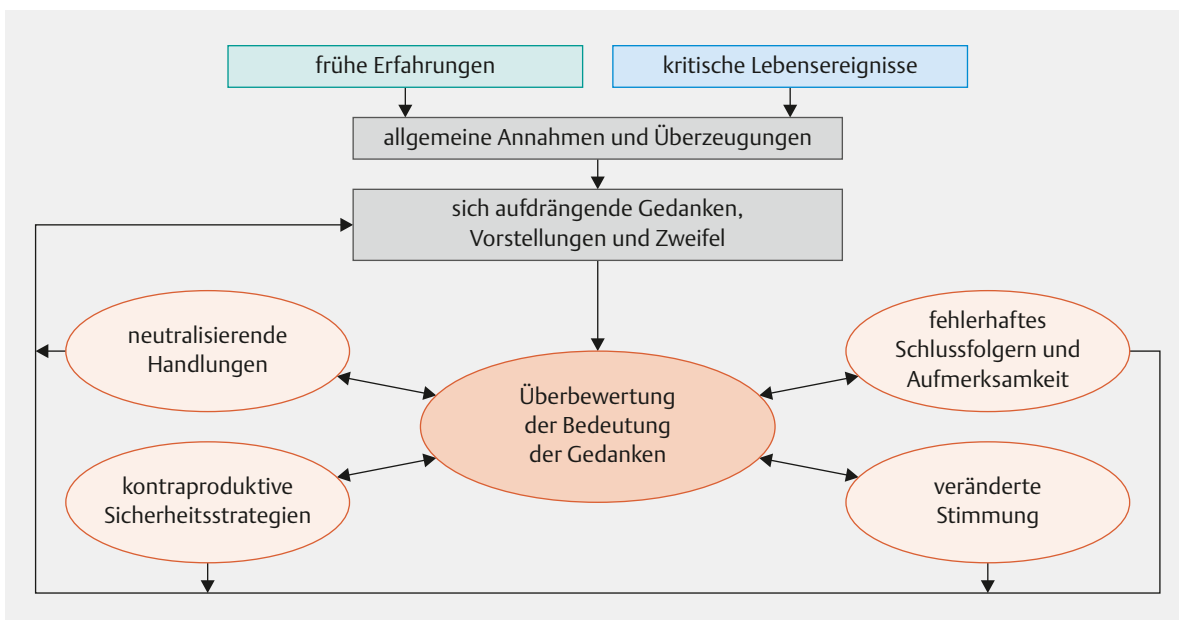 frühe Erfahrungen
kritische Lebensereignisse
allgemeine Annahmen und Überzeugungen
sich aufdrängende Gedanken,
Vorstellungen und Zweifel
neutralisierende
Handlungen
fehlerhaftes
Schlussfolgern und
Aufmerksamkeit
Überbewertung
der Bedeutung
der Gedanken
kontraproduktive
Sicherheitsstrategien
veränderte
Stimmung